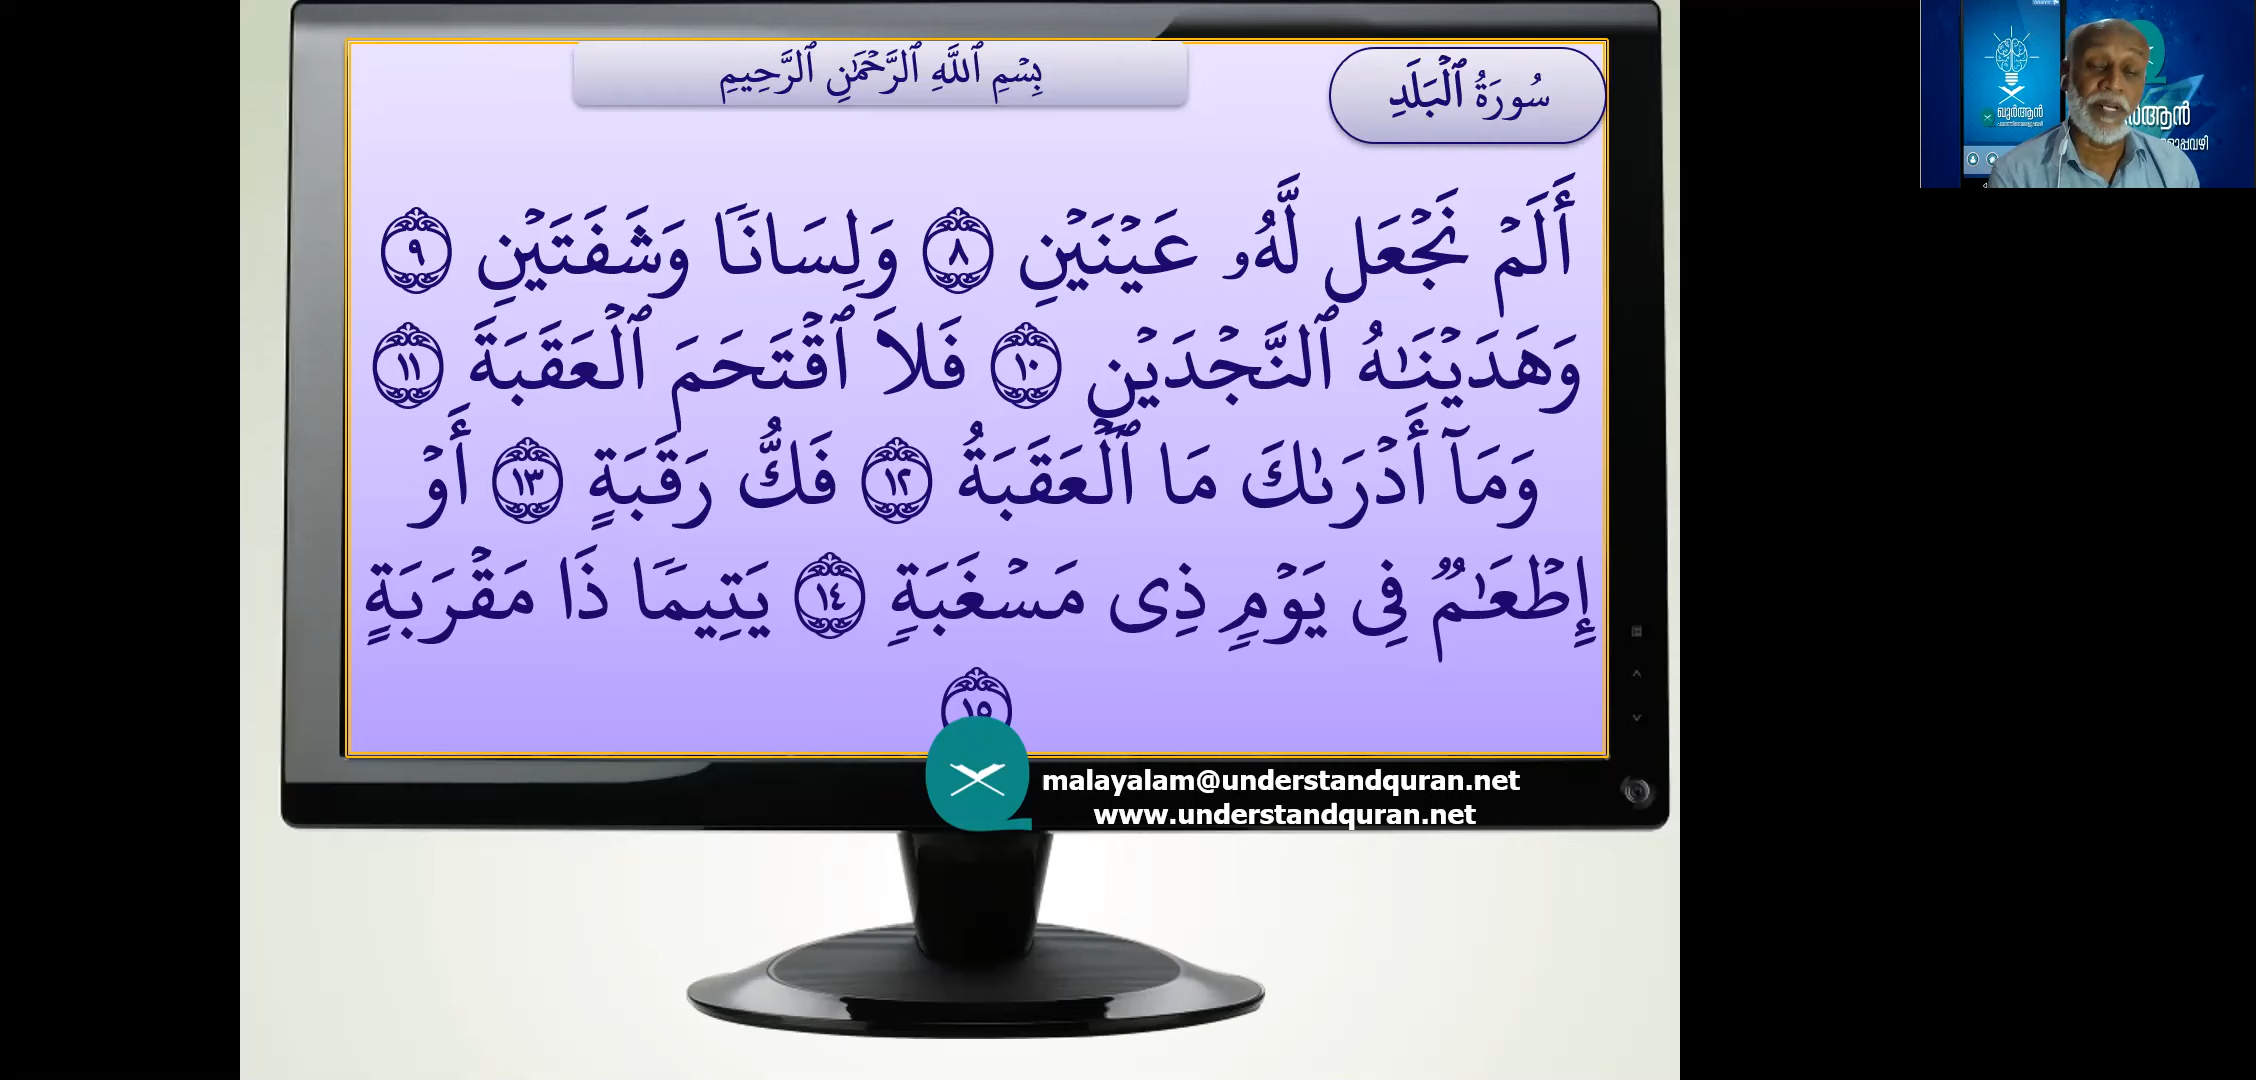 بِسۡمِ ٱللَّهِ ٱلرَّحۡمَٰنِ ٱلرَّحِيمِ
سُورَةُ ٱلۡبَلَدِ
أَلَمۡ نَجۡعَل لَّهُۥ عَيۡنَيۡنِ ٨ وَلِسَانٗا وَشَفَتَيۡنِ ٩
وَهَدَيۡنَٰهُ ٱلنَّجۡدَيۡنِ ١٠ فَلَا ٱقۡتَحَمَ ٱلۡعَقَبَةَ ١١
وَمَآ أَدۡرَىٰكَ مَا ٱلۡعَقَبَةُ ١٢ فَكُّ رَقَبَةٍ ١٣ أَوۡ
إِطۡعَٰمٞ فِي يَوۡمٖ ذِي مَسۡغَبَةٖ ١٤ يَتِيمٗا ذَا مَقۡرَبَةٍ
١٥
malayalam@understandquran.net
www.understandquran.net
ഖുർആൻ